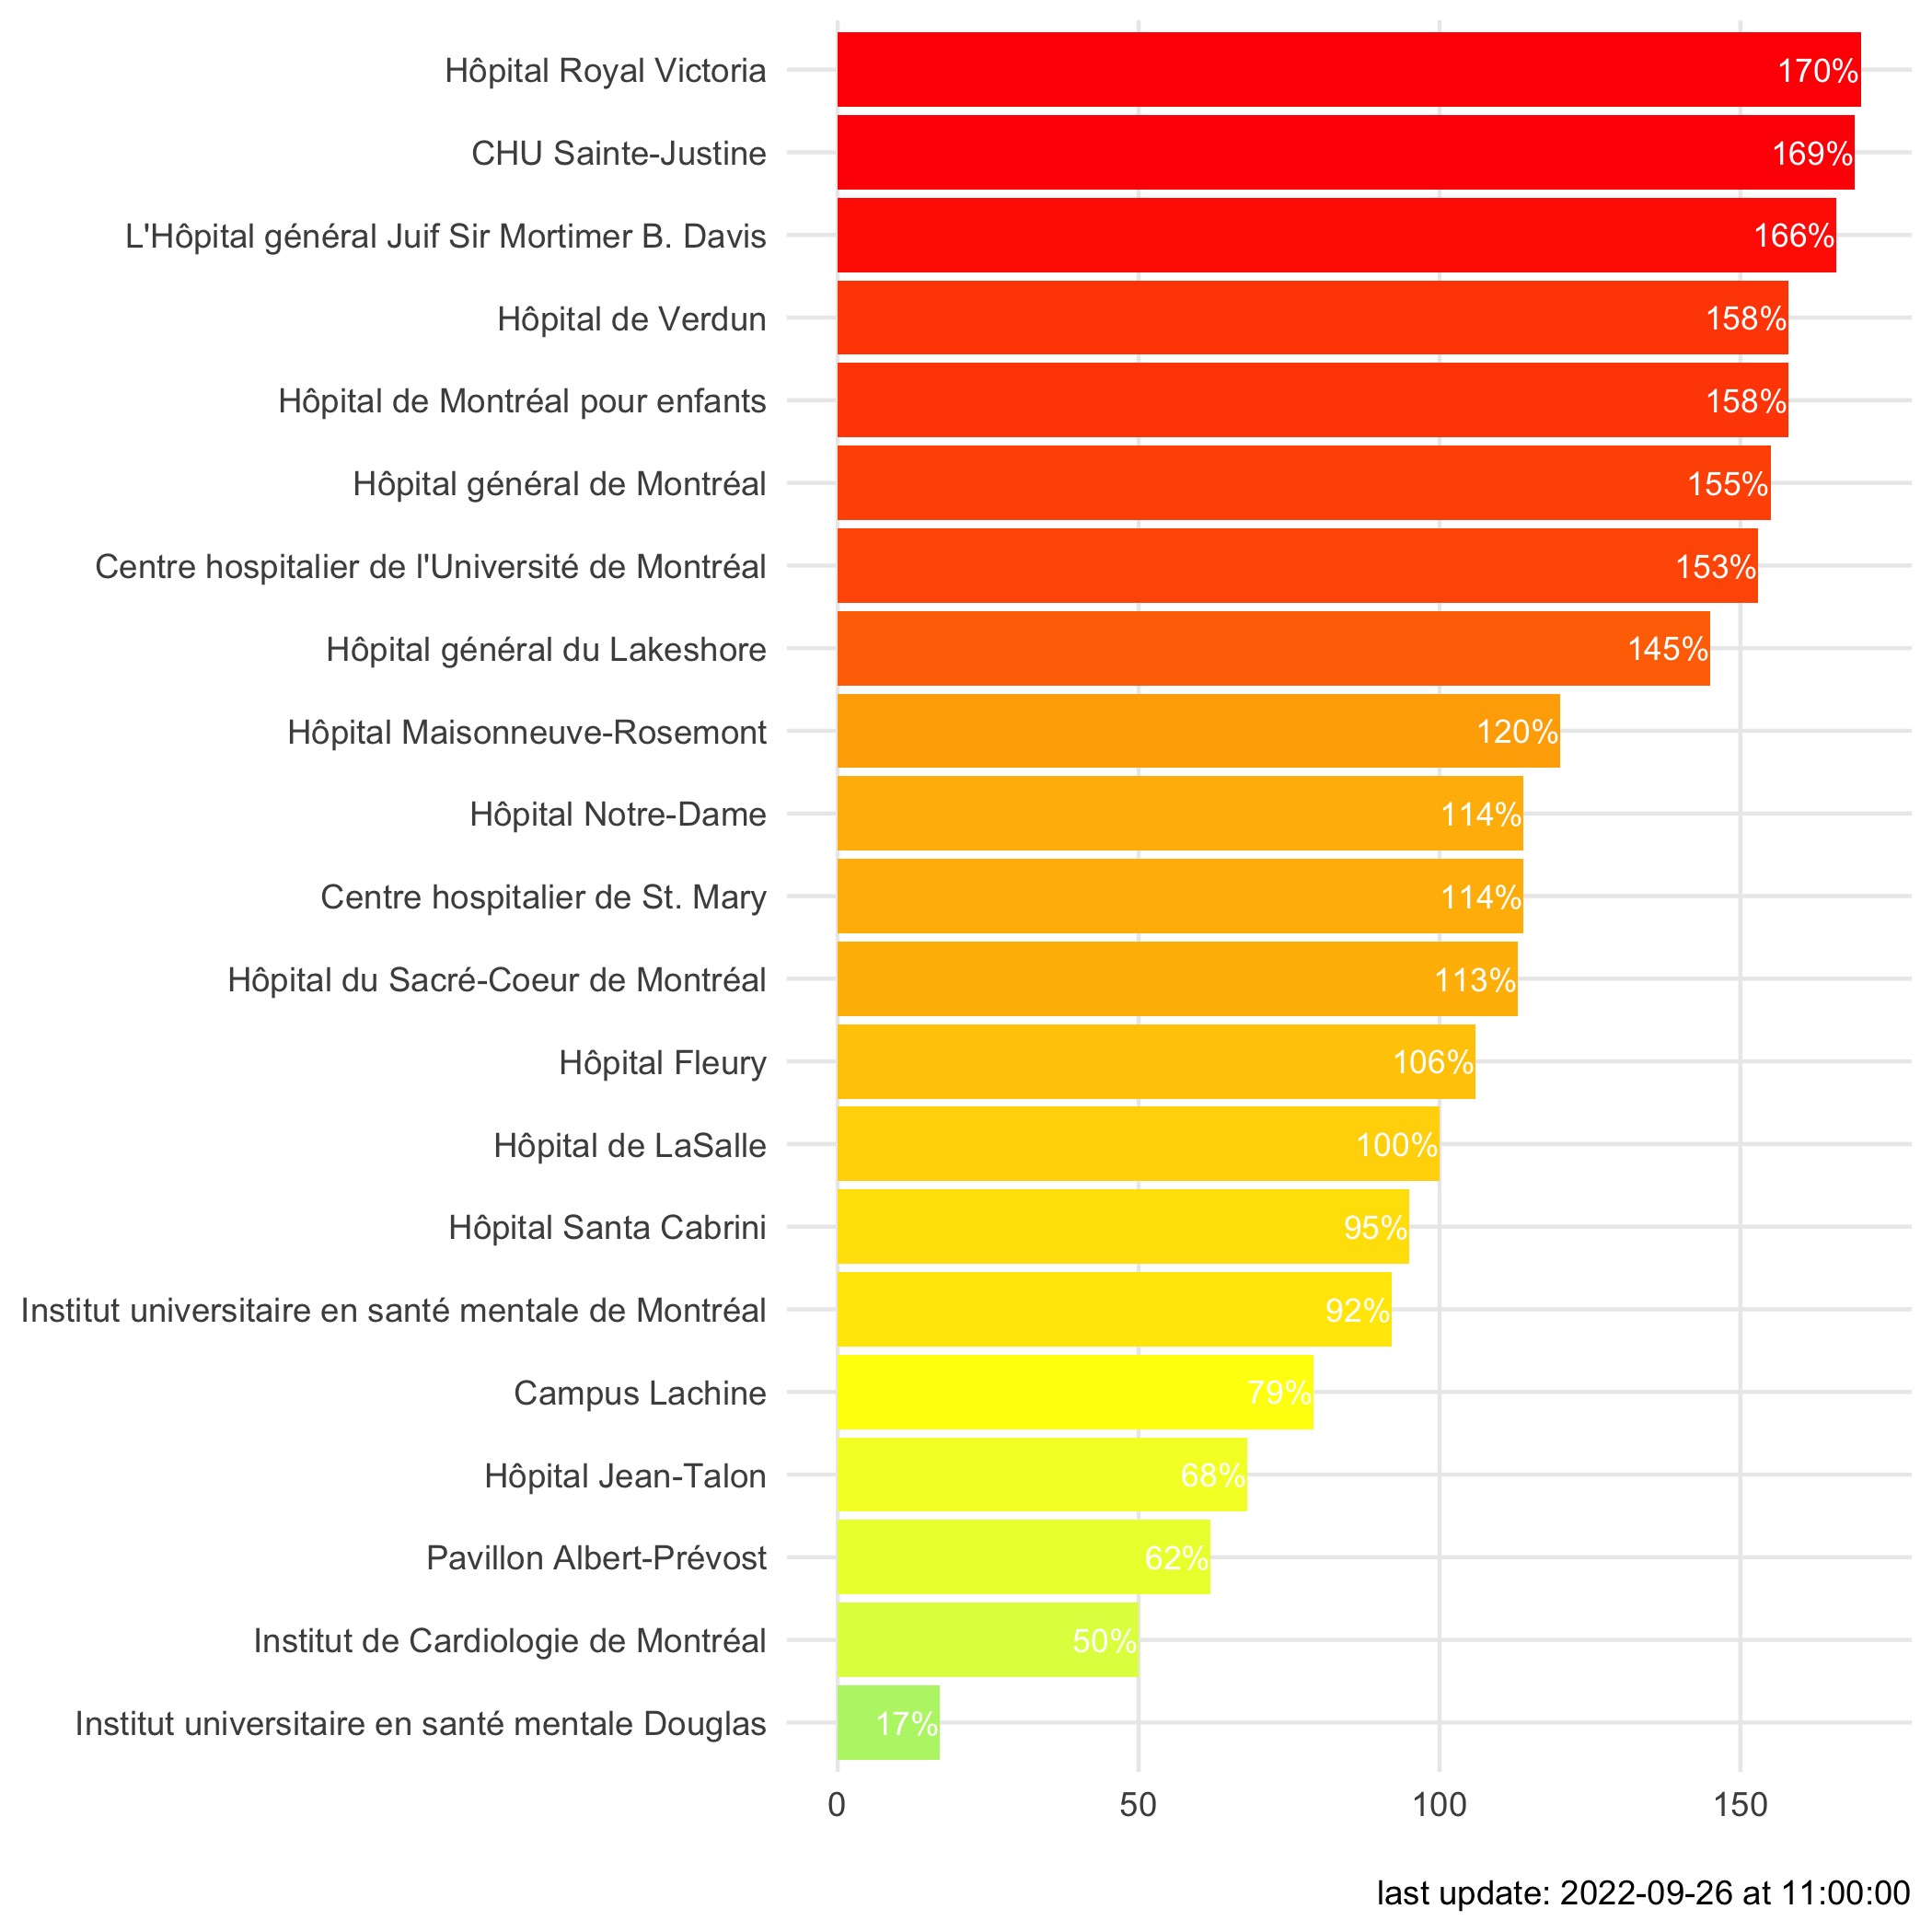 Hôpital Royal Victoria 170%
CHU Sainte-Justine 169%
L'Hôpital général Juif Sir Mortimer B. Davis 166%
Hôpital de Verdun 158%
Hôpital de Montréal pour enfants 158%
Hôpital général de Montréal 155%
Centre hospitalier de l'Université de Montréal 153%
Hôpital général du Lakeshore 145%
Hôpital Maisonneuve-Rosemont 120%
Hôpital Notre-Dame 114%
Centre hospitalier de St. Mary 114%
Hôpital du Sacré-Coeur de Montréal 113%
Hôpital Fleury 106%
Hôpital de LaSalle 100%
Hôpital Santa Cabrini 95%
Institut universitaire en santé mentale de Montréal 92%
Campus Lachine 79%
Hôpital Jean-Talon 68%
Pavillon Albert-Prévost 62%
Institut de Cardiologie de Montréal 50%
Institut universitaire en santé mentale Douglas 17%
0 50 100 150
last update: 2022-09-26 at 11:00:00